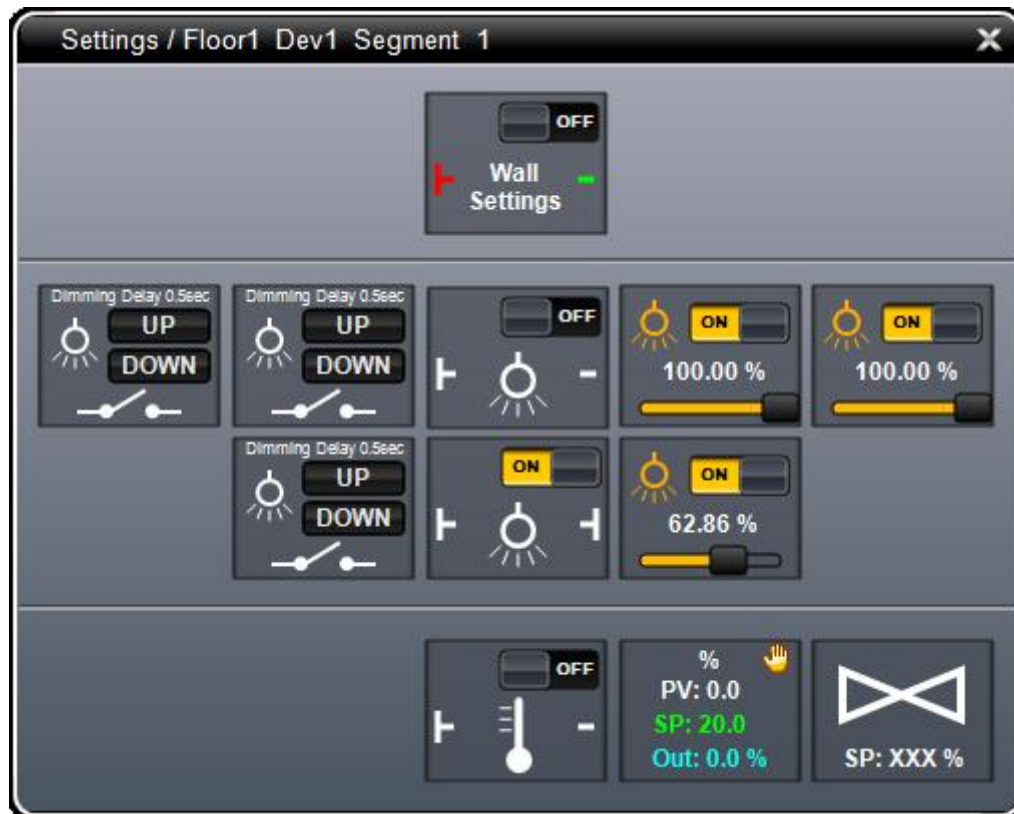 Settings / Floor1 Dev1 Segment 1
OFF
Wall
Settings
Dimming Delay 0.5sec
UP
DOWN
Dimming Delay 0.5sec
UP
DOWN
OFF
ON
100.00 %
ON
100.00 %
Dimming Delay 0.5sec
UP
DOWN
ON
ON
62.86 %
OFF
%
PV: 0.0
SP: 20.0
Out: 0.0 %
SP: XXX %